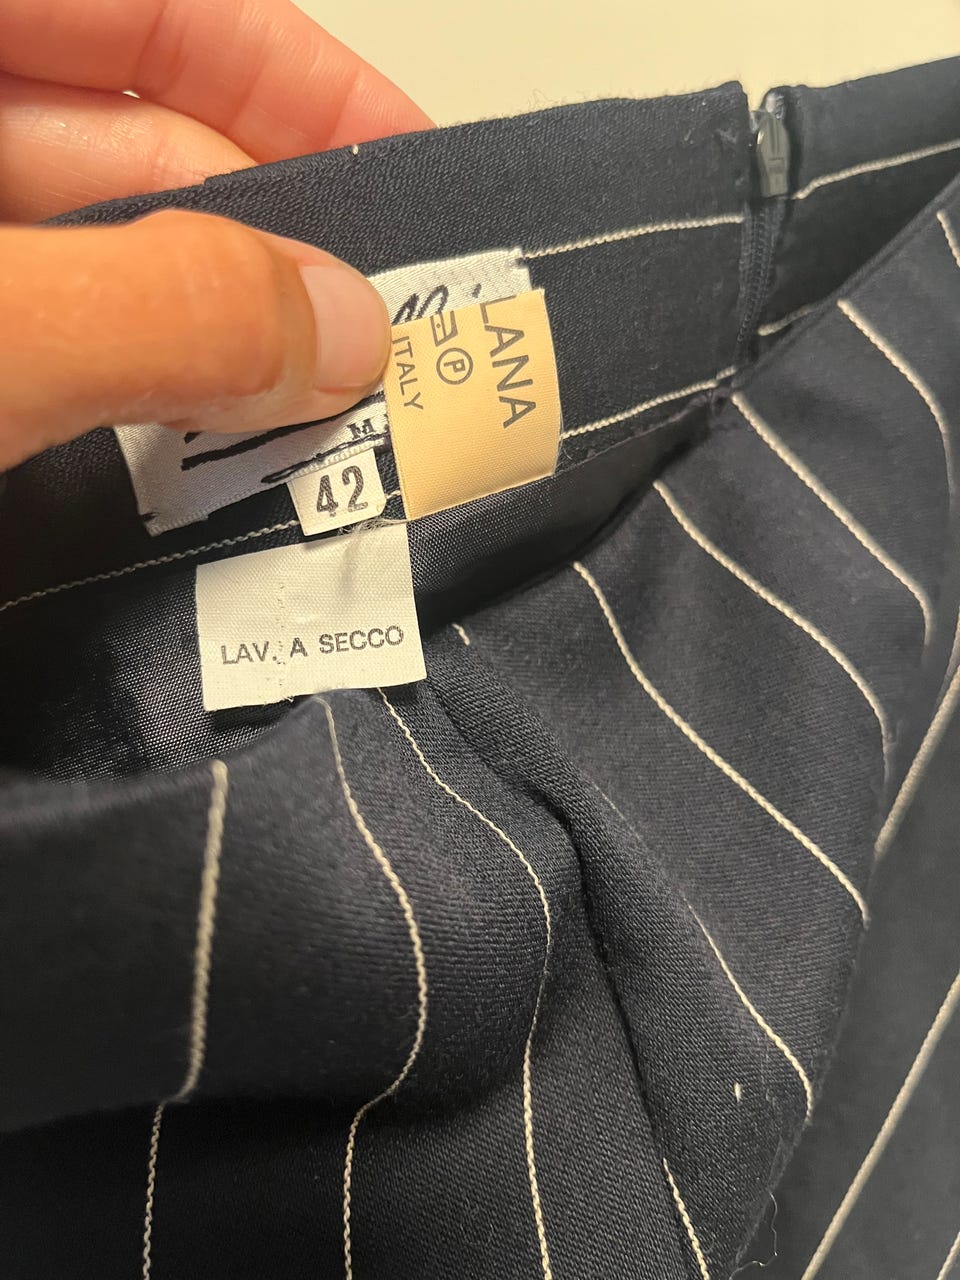 LANA
P
ITALY
M
42
LAV. A SECCO